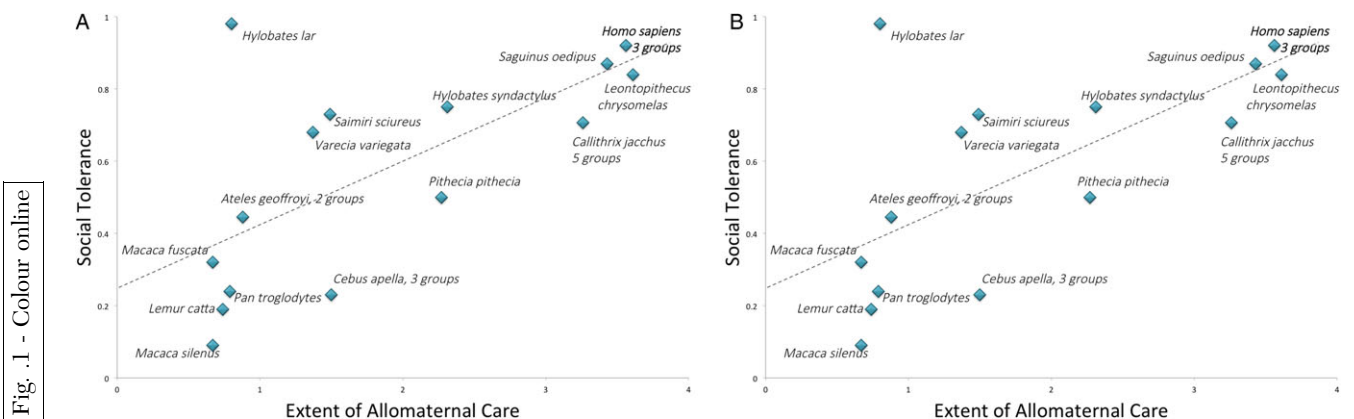 Fig. .1 - Colour online
A
Social Tolerance
1
0.8
0.6
0.4
0.2
0
0
1
2
3
4
Extent of Allomaternal Care
Hylobates lar
Homo sapiens
3 groups
Saguinus oedipus
Leontopithecus
chrysomelas
Hylobates syndactylus
Saimiri sciureus
Varecia variegata
Callithrix jacchus
5 groups
Pithecia pithecia
Ateles geoffroyi, 2 groups
Macaca fuscata
Cebus apella, 3 groups
Pan troglodytes
Lemur catta
Macaca silenus
B
Social Tolerance
1
0.8
0.6
0.4
0.2
0
0
1
2
3
4
Extent of Allomaternal Care
Hylobates lar
Homo sapiens
3 groups
Saguinus oedipus
Leontopithecus
chrysomelas
Hylobates syndactylus
Saimiri sciureus
Varecia variegata
Callithrix jacchus
5 groups
Pithecia pithecia
Ateles geoffroyi, 2 groups
Macaca fuscata
Cebus apella, 3 groups
Pan troglodytes
Lemur catta
Macaca silenus